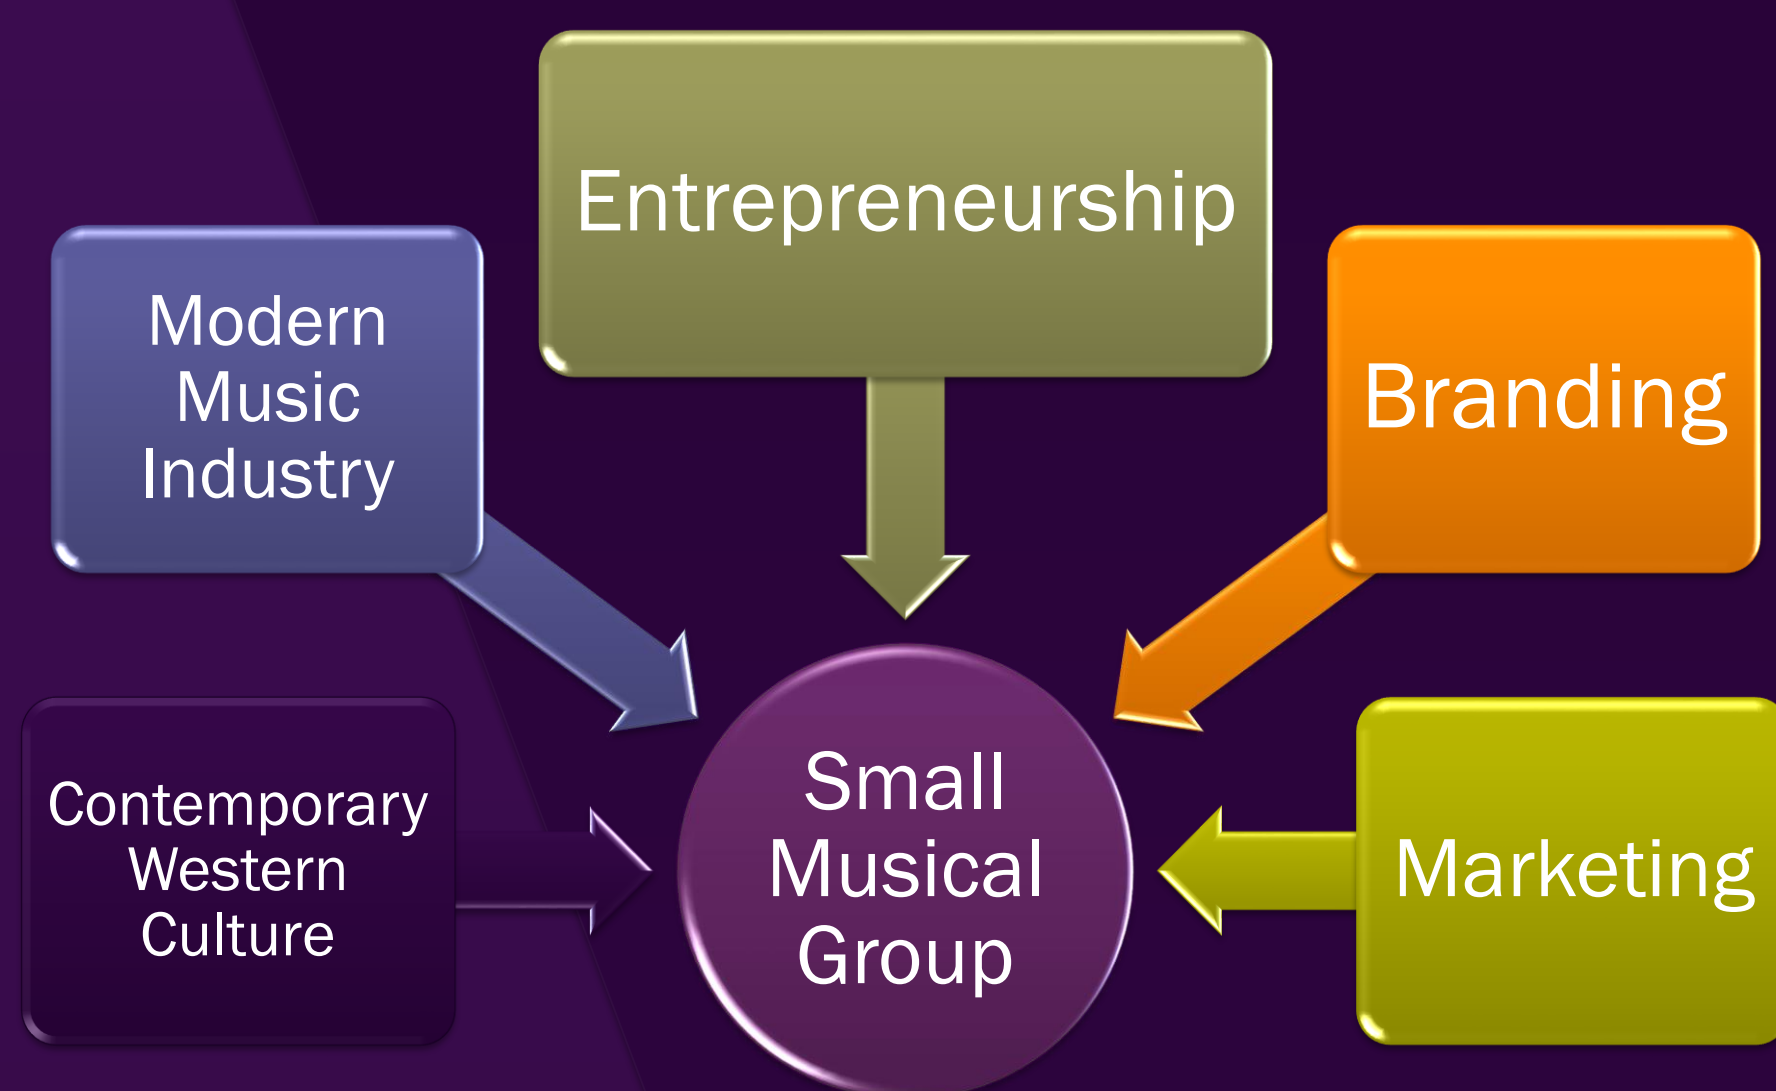 Entrepreneurship
Modern
Music
Industry
Branding
Contemporary
Western
Culture
Small
Musical
Group
Marketing